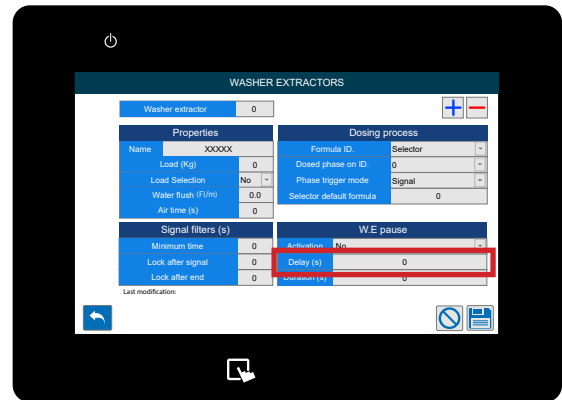 WASHER EXTRACTORS
Washer extractor 0
Properties
Name XXXXX
Load (Kg) 0
Load Selection No
Water flush (Fl/m) 0.0
Air time (s) 0
Dosing process
Formula ID. Selector
Dosed phase on ID. 0
Phase trigger mode Signal
Selector default formula 0
Signal filters (s)
Minimum time 0
Lock after signal 0
Lock after end 0
W.E pause
Activation No
Delay (s) 0
Duration (s) 0
Last modification: